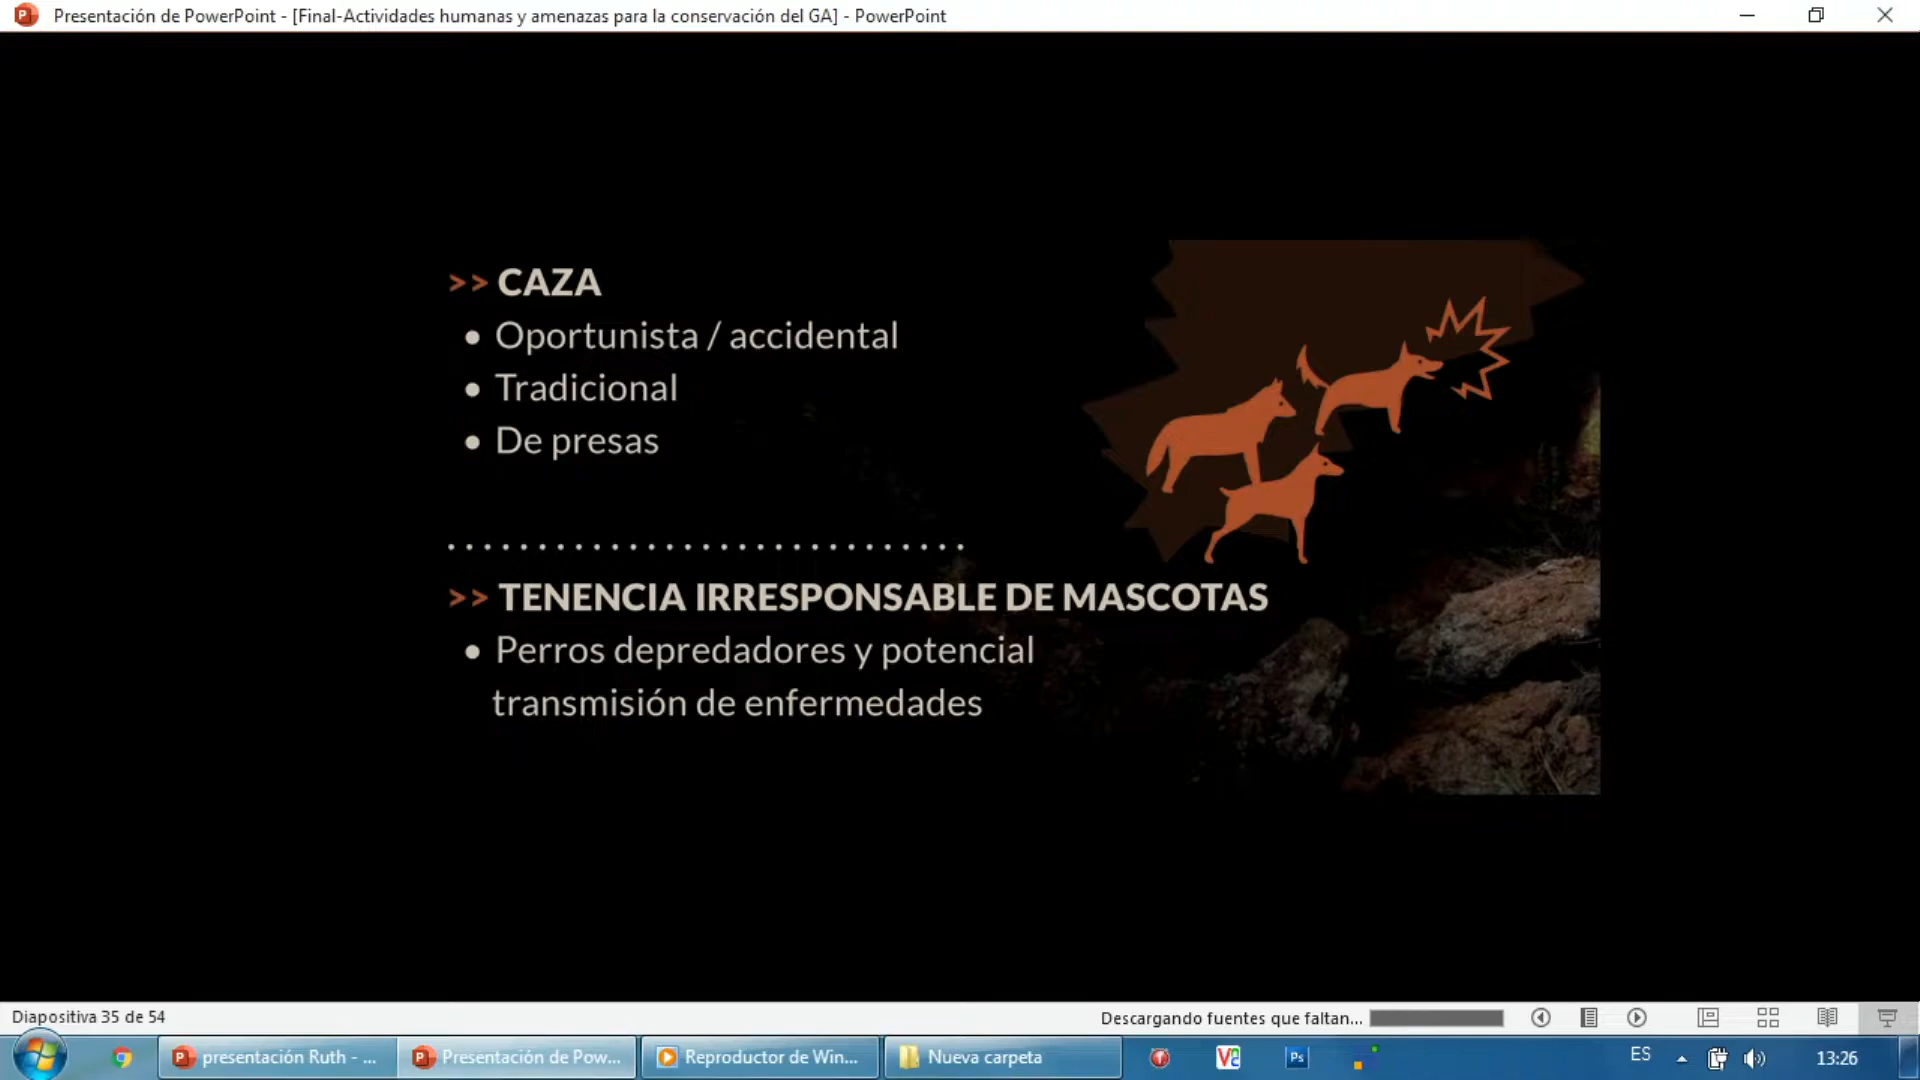 Presentación de PowerPoint - [Final-Actividades humanas y amenazas para la conservación del GA] - PowerPoint
>> CAZA
• Oportunista / accidental
• Tradicional
• De presas
>> TENENCIA IRRESPONSABLE DE MASCOTAS
• Perros depredadores y potencial
transmisión de enfermedades
Diapositiva 35 de 54
Descargando fuentes que faltan...
presentación Ruth - ...
Presentación de Pow...
Reproductor de Win...
Nueva carpeta
Ps
ES
13:26